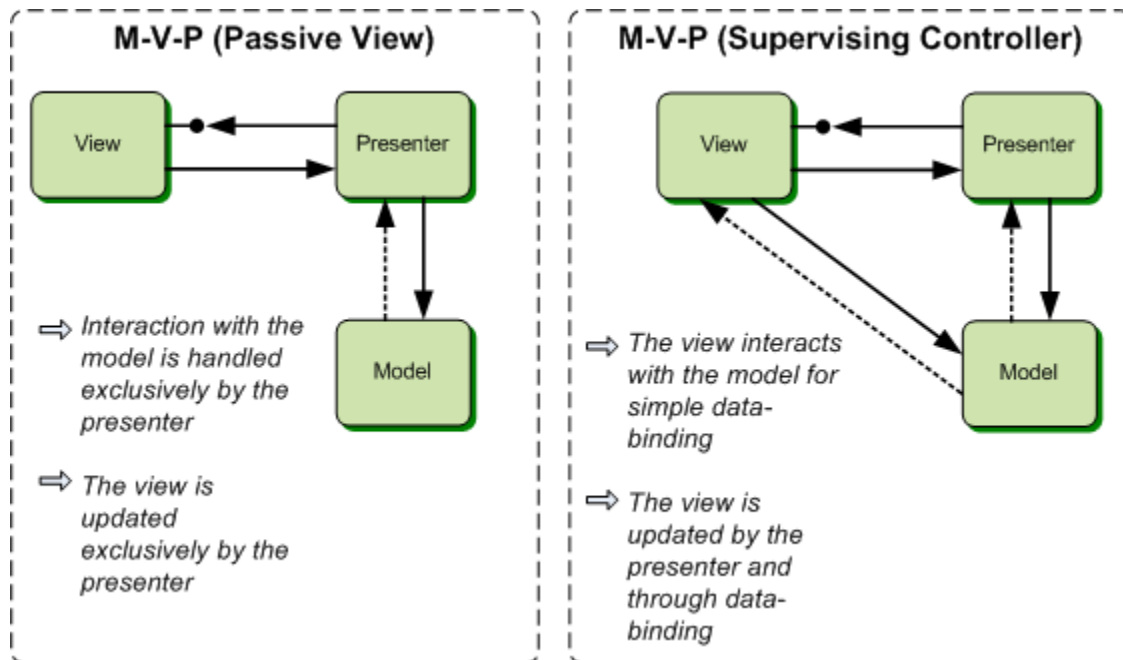 M-V-P (Passive View)
View
Presenter
Model
Interaction with the
model is handled
exclusively by the
presenter
The view is
updated
exclusively by the
presenter
M-V-P (Supervising Controller)
View
Presenter
Model
The view interacts
with the model for
simple data-
binding
The view is
updated by the
presenter and
through data-
binding